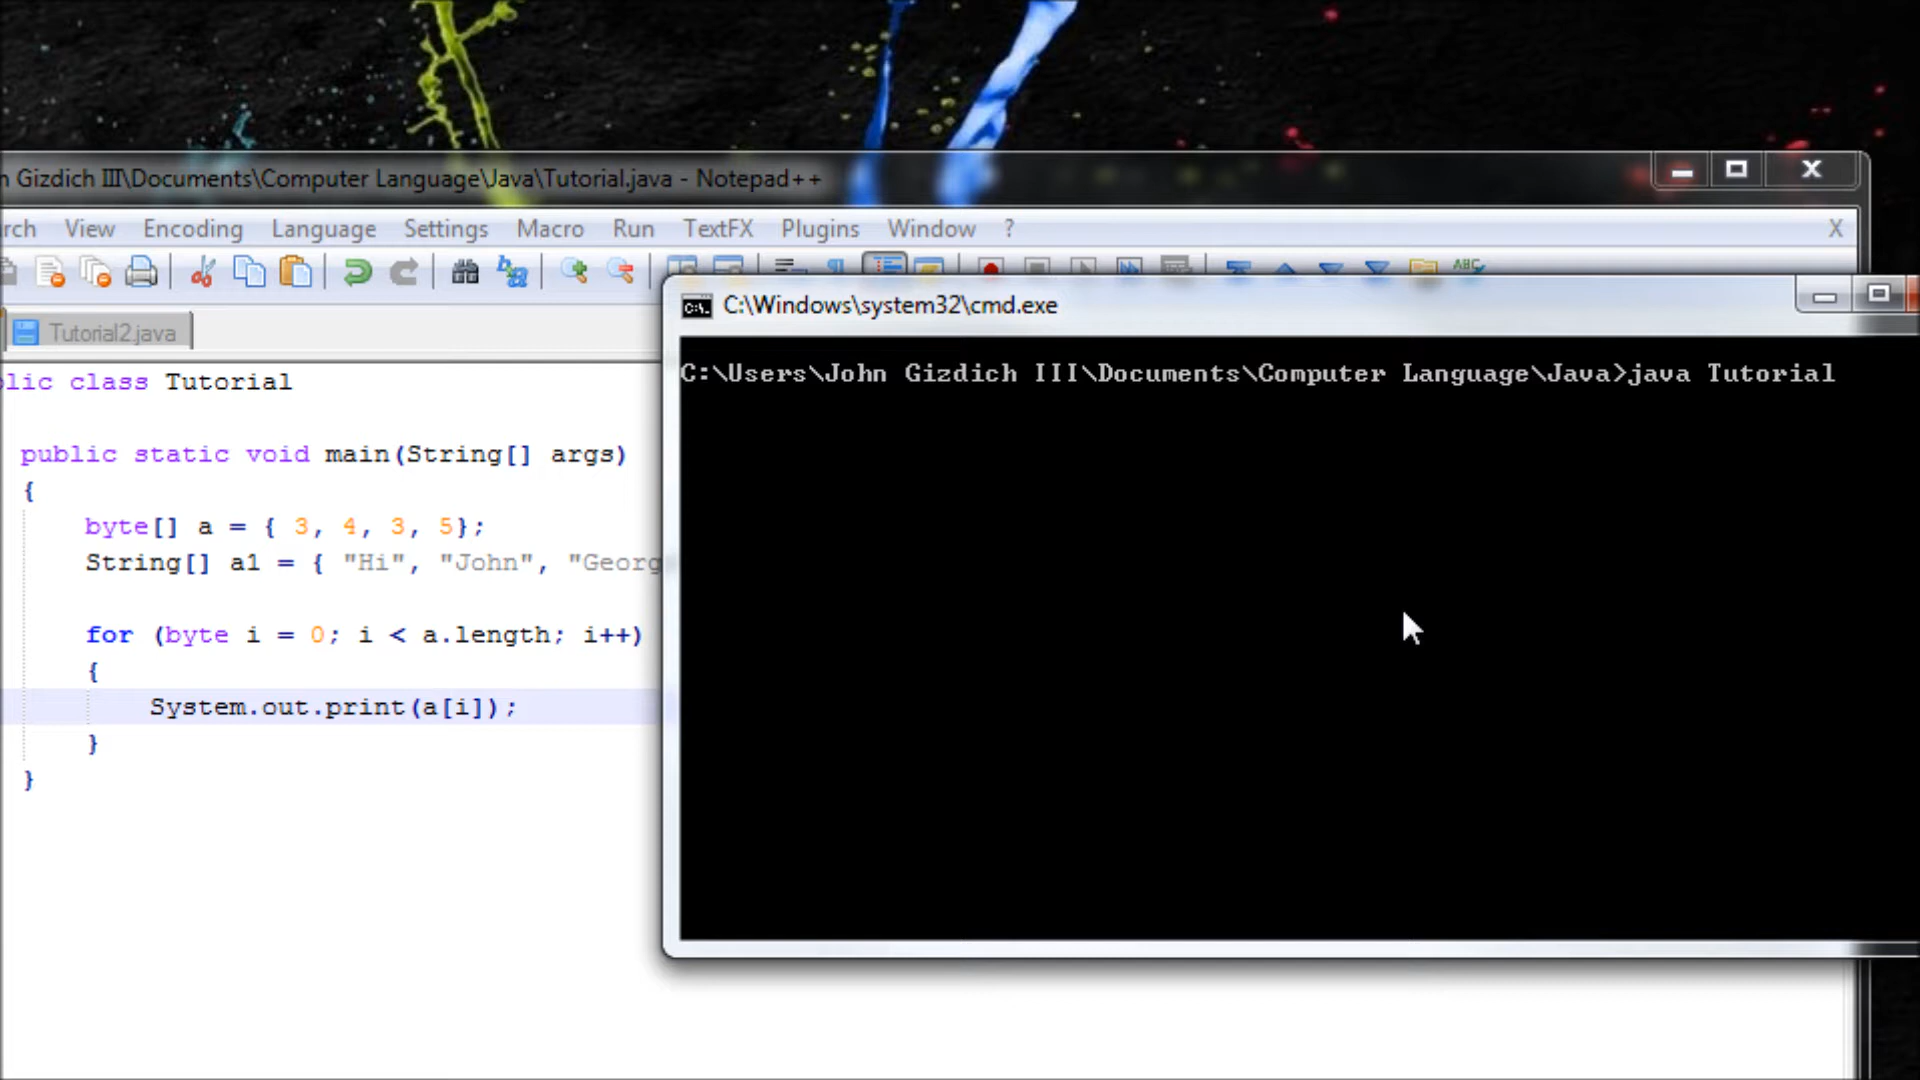 n Gizdich III\Documents\Computer Language\Java\Tutorial.java - Notepad++
rch View Encoding Language Settings Macro Run TextFX Plugins Window ? X
ABC
Tutorial2.java
C:\Windows\system32\cmd.exe
C:\.
C:\Users\John Gizdich III\Documents\Computer Language\Java>java Tutorial
lic class Tutorial
public static void main(String[] args)
{
byte[] a = { 3, 4, 3, 5};
String[] a1 = { "Hi", "John", "Georg
for (byte i = 0; i < a.length; i++)
{
System.out.print(a[i]);
}
}